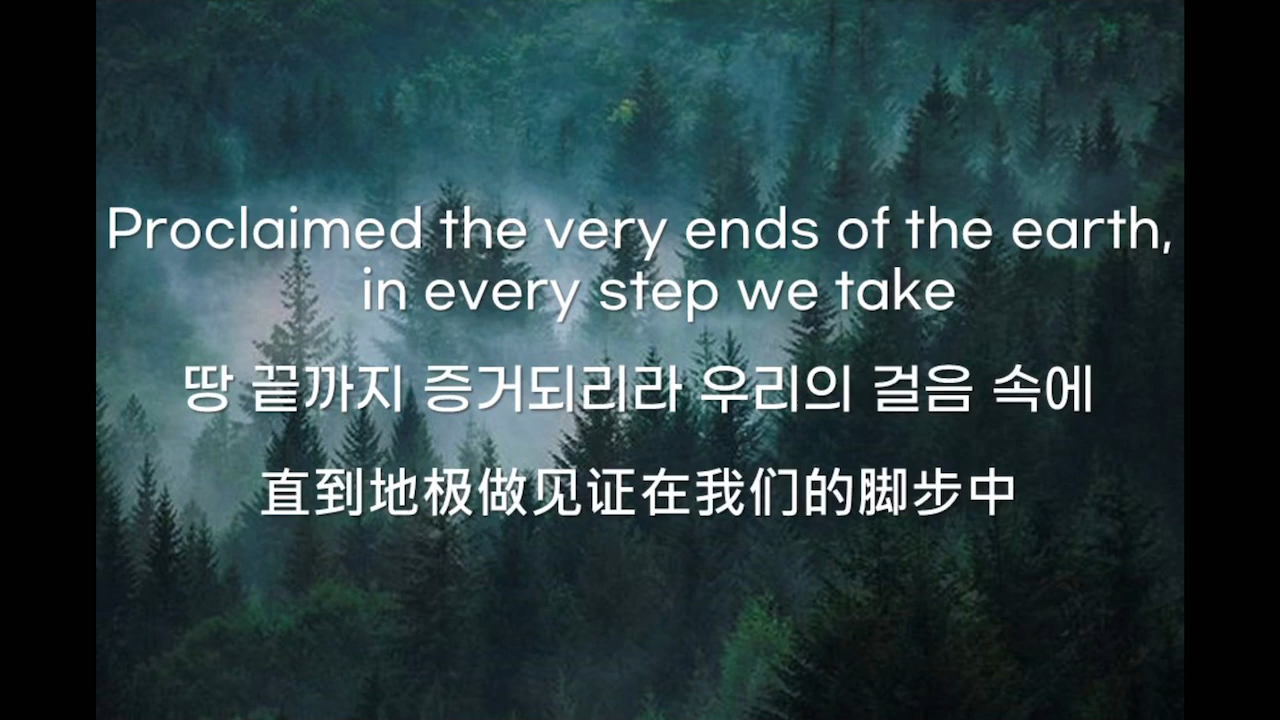 Proclaimed the very ends of the earth,
in every step we take
땅 끝까지 증거되리라 우리의 걸음 속에
直到地极做见证在我们的脚步中